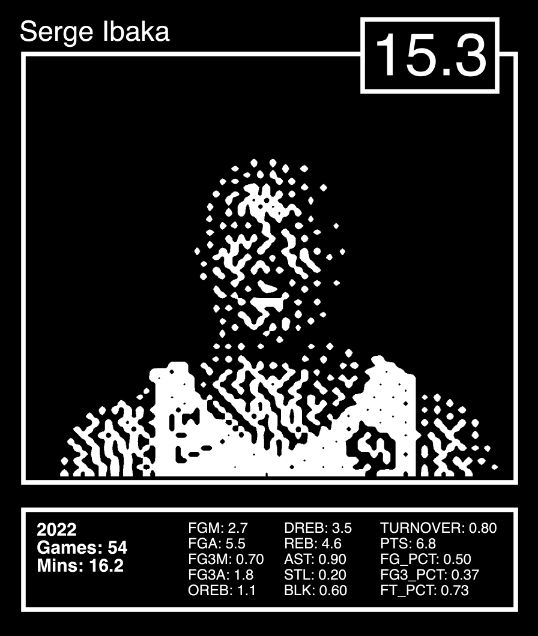 Serge Ibaka
15.3
2022
Games: 54
Mins: 16.2
FGM: 2.7
FGA: 5.5
FG3M: 0.70
FG3A: 1.8
OREB: 1.1
DREB: 3.5
REB: 4.6
AST: 0.90
STL: 0.20
BLK: 0.60
TURNOVER: 0.80
PTS: 6.8
FG_PCT: 0.50
FG3_PCT: 0.37
FT_PCT: 0.73